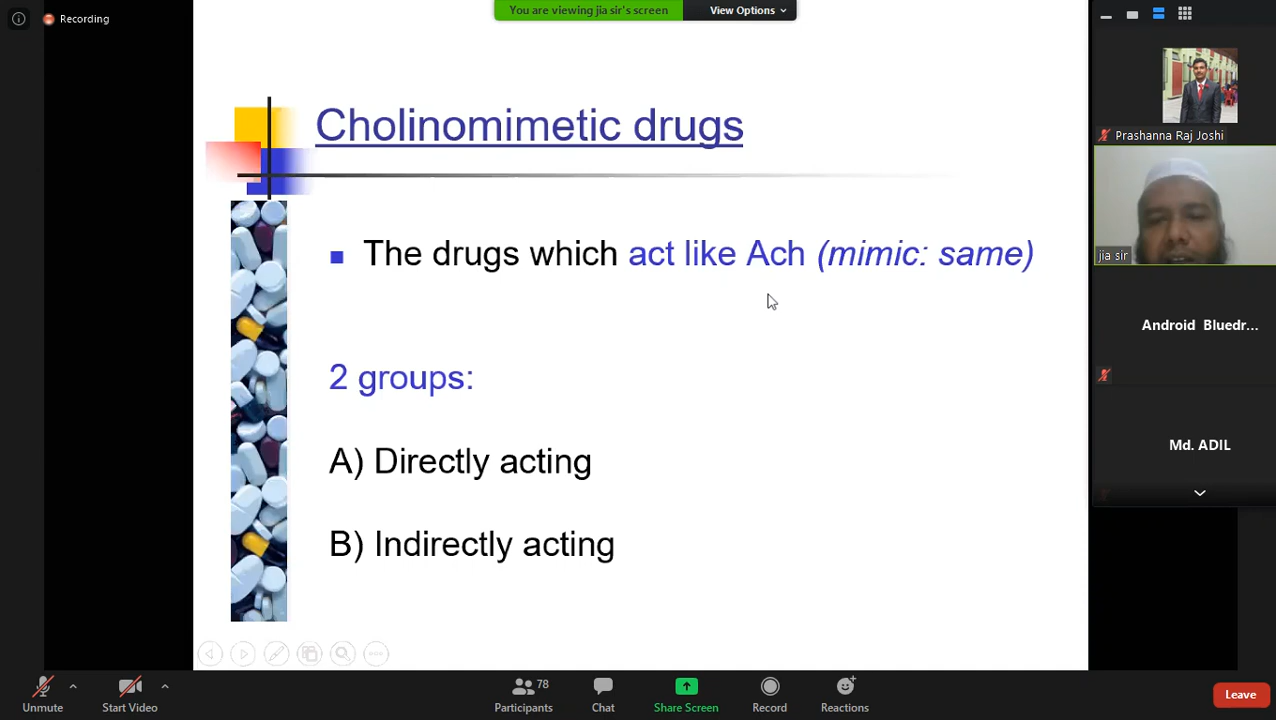 Recording
You are viewing jia sir's screen
View Options
Cholinomimetic drugs
The drugs which act like Ach (mimic: same)
2 groups:
A) Directly acting
B) Indirectly acting
Prashanna Raj Joshi
jia sir
Android Bluedr...
Md. ADIL
Unmute
Start Video
Participants
78
Chat
Share Screen
Record
Reactions
Leave